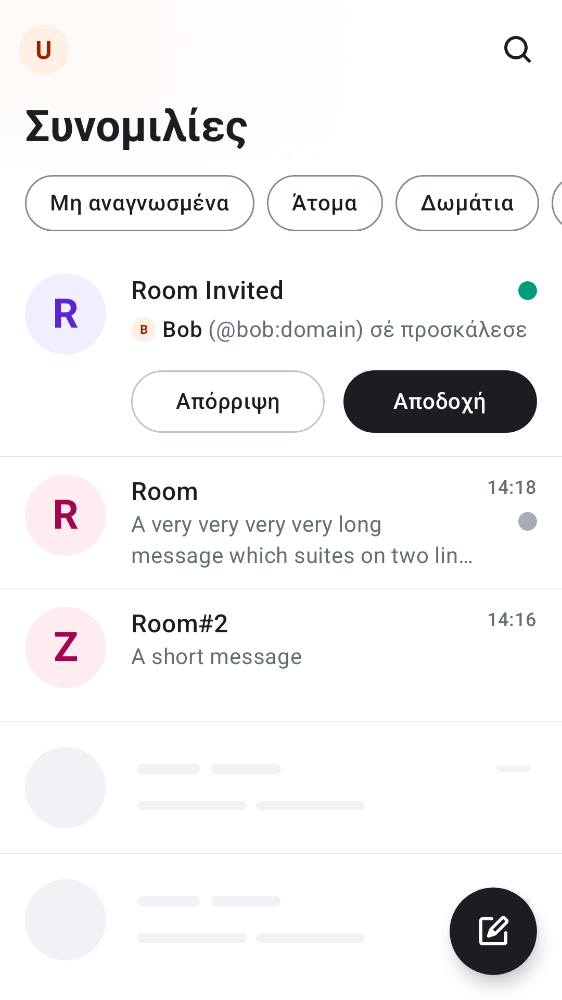 U
Συνομιλίες
Μη αναγνωσμένα
Άτομα
Δωμάτια
R
Room Invited
B Bob (@bob:domain) σέ προσκάλεσε
Απόρριψη
Αποδοχή
R
Room
14:18
A very very very very long
message which suites on two lin…
Z
Room#2
14:16
A short message